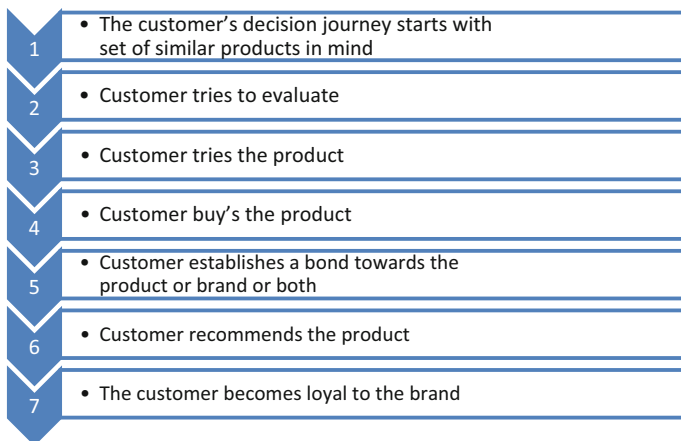 1
• The customer's decision journey starts with
set of similar products in mind
2
• Customer tries to evaluate
3
• Customer tries the product
4
• Customer buy's the product
5
• Customer establishes a bond towards the
product or brand or both
6
• Customer recommends the product
7
• The customer becomes loyal to the brand